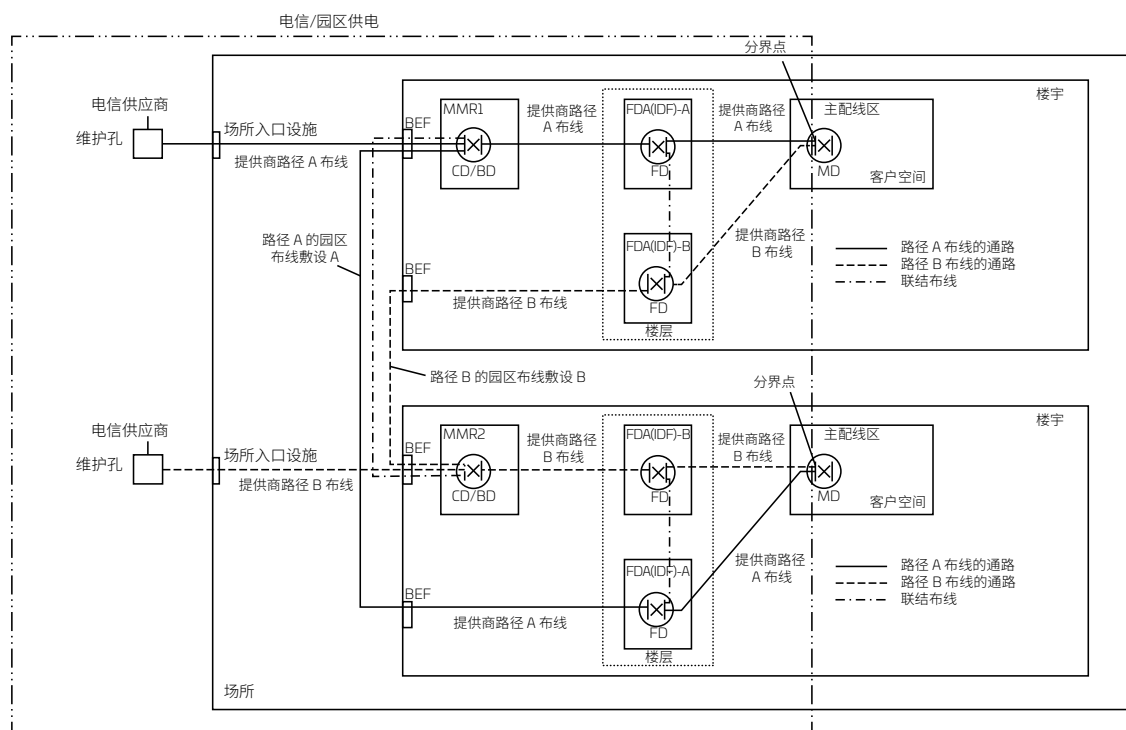 电信/园区供电
分界点
楼宇
电信供应商
维护孔
场所入口设施
提供商路径 A 布线
BEF
MMR1
CD/BD
提供商路径
A 布线
FDA(IDF)-A
FD
提供商路径
A 布线
主配线区
MD
客户空间
路径 A 的园区
布线敷设 A
FDA(IDF)-B
FD
楼层
提供商路径
B 布线
BEF
提供商路径 B 布线
路径 A 布线的通路
路径 B 布线的通路
联结布线
路径 B 的园区布线敷设 B
分界点
楼宇
电信供应商
维护孔
场所入口设施
提供商路径 B 布线
BEF
MMR2
CD/BD
提供商路径
B 布线
FDA(IDF)-B
FD
提供商路径
B 布线
主配线区
MD
客户空间
FDA(IDF)-A
FD
楼层
提供商路径
A 布线
BEF
提供商路径 A 布线
路径 A 布线的通路
路径 B 布线的通路
联结布线
场所